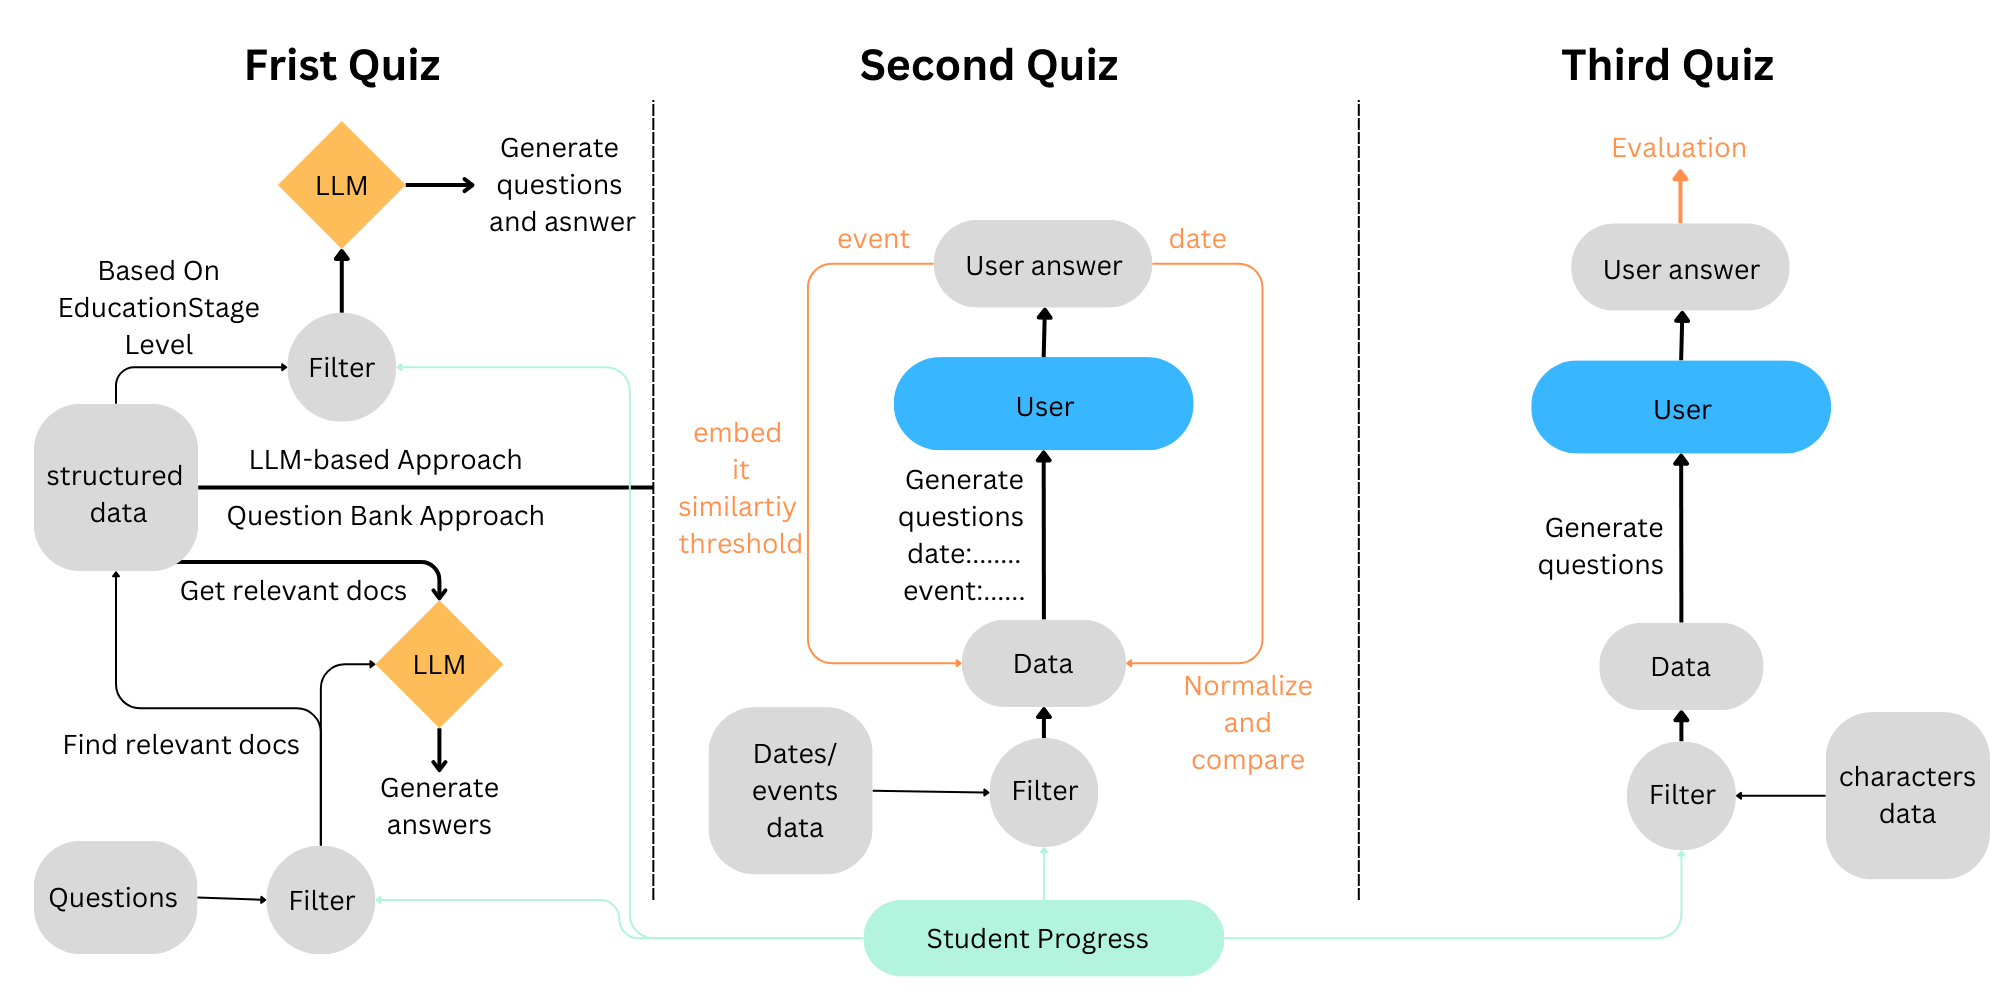 Frist Quiz
LLM
Generate
questions
and asnwer
Based On
EducationStage
Level
Filter
structured
data
LLM-based Approach
Question Bank Approach
Get relevant docs
LLM
Find relevant docs
Generate
answers
Questions
Filter
Second Quiz
event
User answer
date
User
embed
it
similartiy
threshold
Generate
questions
date:.......
event:......
Data
Normalize
and
compare
Dates/
events
data
Filter
Student Progress
Third Quiz
Evaluation
User answer
User
Generate
questions
Data
Filter
characters
data